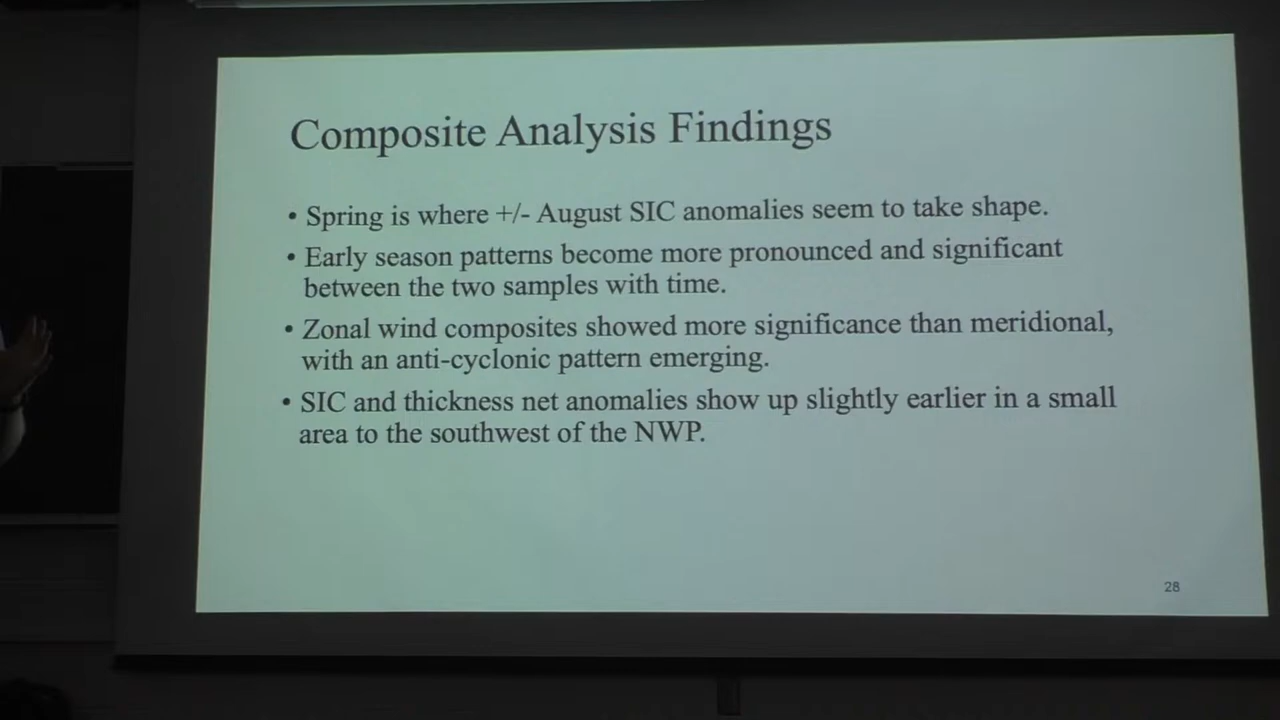 Composite Analysis Findings
• Spring is where +/- August SIC anomalies seem to take shape.
• Early season patterns become more pronounced and significant
between the two samples with time.
• Zonal wind composites showed more significance than meridional,
with an anti-cyclonic pattern emerging.
• SIC and thickness net anomalies show up slightly earlier in a small
area to the southwest of the NWP.
28